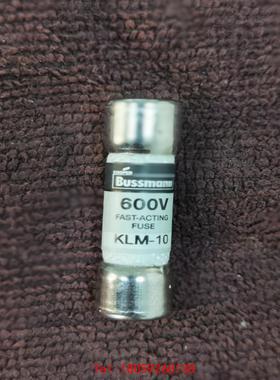 Bussmann
600V
FAST-ACTING
FUSE
KLM-10